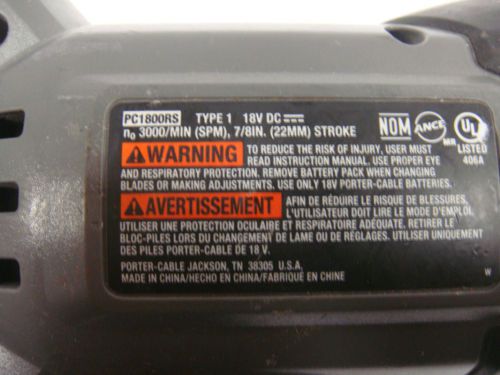 PC1800RS TYPE 1 18V DC
n₀ 3000/MIN (SPM), 7/8IN. (22MM) STROKE
NOM ANCE UL
NIR LISTED
406A
WARNING TO REDUCE THE RISK OF INJURY, USER MUST
READ INSTRUCTION MANUAL. USE PROPER EYE
AND RESPIRATORY PROTECTION. REMOVE BATTERY PACK WHEN CHANGING
BLADES OR MAKING ADJUSTMENTS. USE ONLY 18V PORTER-CABLE BATTERIES.
AVERTISSEMENT AFIN DE RÉDUIRE LE RISQUE DE BLESSURES,
L'UTILISATEUR DOIT LIRE LE MODE D'EMPLOI.
UTILISER UNE PROTECTION OCULAIRE ET RESPIRATOIRE ADÉQUATE. RETIRER LE
BLOC-PILES LORS DU CHANGEMENT DE LAME OU DE RÉGLAGES. UTILISER UNIQUEMENT
DES PILES PORTER-CABLE DE 18 V.
PORTER-CABLE JACKSON, TN 38305 U.S.A.
MADE IN CHINA/HECHO EN CHINA/FABRIQUÉ EN CHINE
W